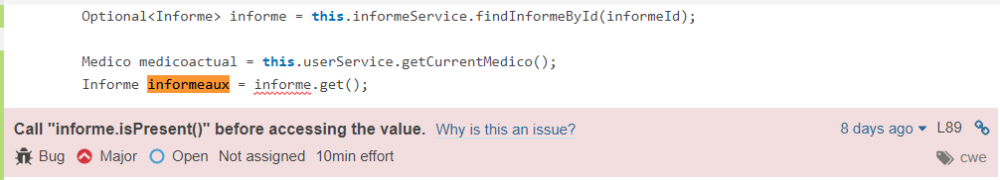 Optional<Informe> informe = this.informeService.findInformeById(informeId);
Medico medicoactual = this.userService.getCurrentMedico();
Informe informeaux = informe.get();
Call "informe.isPresent()" before accessing the value. Why is this an issue? 8 days ago L89
Bug Major Open Not assigned 10min effort cwe